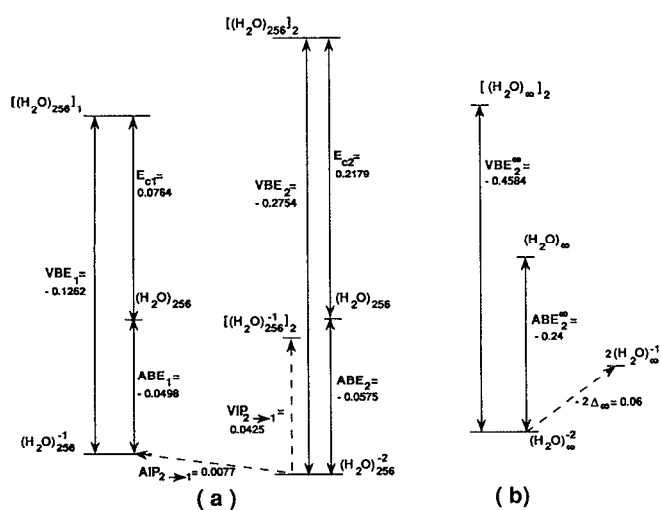 [(H₂O)₂₅₆]₂
[(H₂O)₂₅₆]₁
[(H₂O)∞]₂
E_c1=
0.0764
E_c2=
0.2179
VBE₂=
- 0.2754
VBE₂^∞=
- 0.4584
VBE₁=
- 0.1262
(H₂O)₂₅₆
(H₂O)₂₅₆
[(H₂O)₂₅₆⁻¹]₂
(H₂O)∞
ABE₁=
- 0.0498
ABE₂=
- 0.0575
ABE₂^∞=
- 0.24
VIP₂→₁=
0.0425
2(H₂O)∞⁻¹
- 2Δ∞= 0.06
(H₂O)₂₅₆⁻¹
AIP₂→₁= 0.0077
(H₂O)₂₅₆⁻²
(H₂O)∞⁻²
(a)
(b)